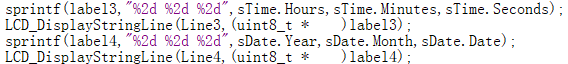 sprintf(label3,"%2d %2d %2d",sTime.Hours,sTime.Minutes,sTime.Seconds);
LCD_DisplayStringLine(Line3,(uint8_t *    )label3);
sprintf(label4,"%2d %2d %2d",sDate.Year,sDate.Month,sDate.Date);
LCD_DisplayStringLine(Line4,(uint8_t *    )label4);